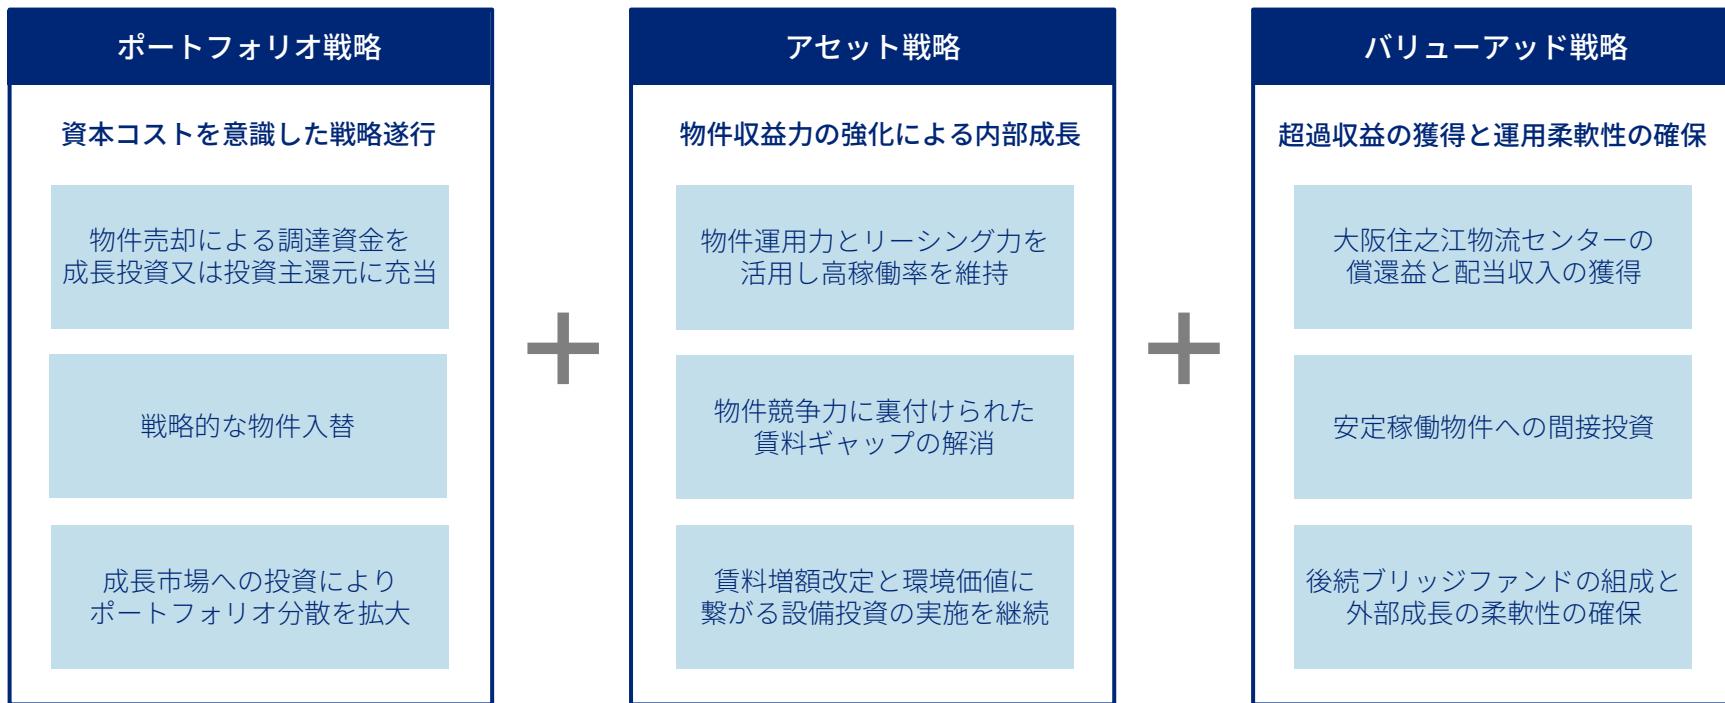 ポートフォリオ戦略
資本コストを意識した戦略遂行
物件売却による調達資金を
成長投資又は投資主還元に充当
戦略的な物件入替
成長市場への投資により
ポートフォリオ分散を拡大
+
アセット戦略
物件収益力の強化による内部成長
物件運用力とリーシング力を
活用し高稼働率を維持
物件競争力に裏付けられた
賃料ギャップの解消
賃料増額改定と環境価値に
繋がる設備投資の実施を継続
+
バリューアッド戦略
超過収益の獲得と運用柔軟性の確保
大阪住之江物流センターの
償還益と配当収入の獲得
安定稼働物件への間接投資
後続ブリッジファンドの組成と
外部成長の柔軟性の確保